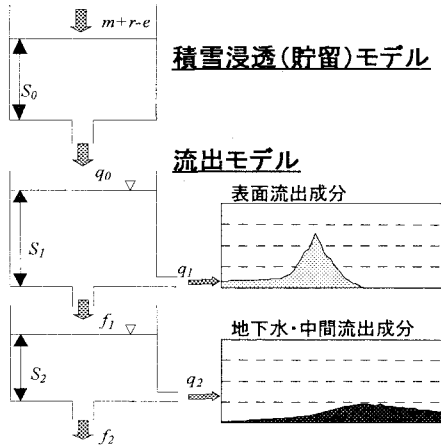 m+r-e
積雪浸透(貯留)モデル
S0
q0
流出モデル
表面流出成分
S1
q1
f1
地下水・中間流出成分
S2
q2
f2